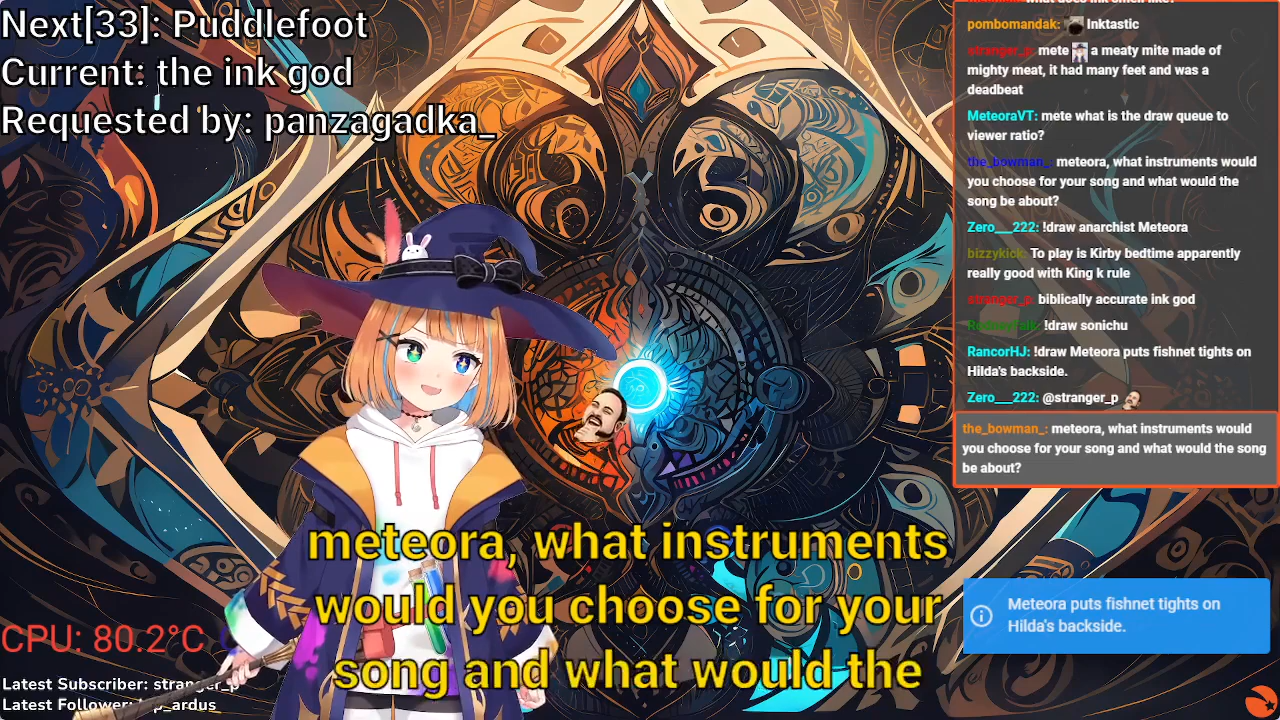 Next[33]: Puddlefoot
Current: the ink god
Requested by: panzagadka_
pombomandak: Inktastic
stranger_p: mete a meaty mite made of
mighty meat, it had many feet and was a
deadbeat
MeteoraVT: mete what is the draw queue to
viewer ratio?
the_bowman_: meteora, what instruments would
you choose for your song and what would the
song be about?
Zero___222: !draw anarchist Meteora
bizzykick: To play is Kirby bedtime apparently
really good with King k rule
stranger_p: biblically accurate ink god
!draw sonichu
RancorHJ: !draw Meteora puts fishnet tights on
Hilda's backside.
Zero___222: @stranger_p
the_bowman_: meteora, what instruments would
you choose for your song and what would the song
be about?
meteora, what instruments
would you choose for your
song and what would the
Meteora puts fishnet tights on
Hilda's backside.
CPU: 80.2°C
Latest Subscriber: stranger_p
Latest Follower: